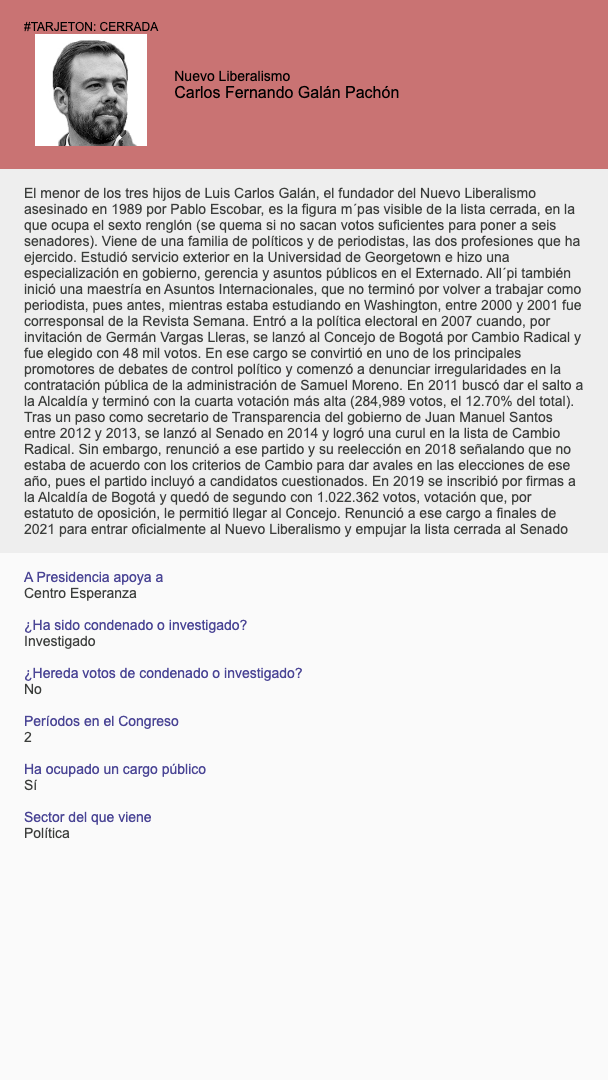 #TARJETON: CERRADA
Nuevo Liberalismo
Carlos Fernando Galán Pachón
El menor de los tres hijos de Luis Carlos Galán, el fundador del Nuevo Liberalismo
asesinado en 1989 por Pablo Escobar, es la figura m´pas visible de la lista cerrada, en la
que ocupa el sexto renglón (se quema si no sacan votos suficientes para poner a seis
senadores). Viene de una familia de políticos y de periodistas, las dos profesiones que ha
ejercido. Estudió servicio exterior en la Universidad de Georgetown e hizo una
especialización en gobierno, gerencia y asuntos públicos en el Externado. All´pi también
inició una maestría en Asuntos Internacionales, que no terminó por volver a trabajar como
periodista, pues antes, mientras estaba estudiando en Washington, entre 2000 y 2001 fue
corresponsal de la Revista Semana. Entró a la política electoral en 2007 cuando, por
invitación de Germán Vargas Lleras, se lanzó al Concejo de Bogotá por Cambio Radical y
fue elegido con 48 mil votos. En ese cargo se convirtió en uno de los principales
promotores de debates de control político y comenzó a denunciar irregularidades en la
contratación pública de la administración de Samuel Moreno. En 2011 buscó dar el salto a
la Alcaldía y terminó con la cuarta votación más alta (284,989 votos, el 12.70% del total).
Tras un paso como secretario de Transparencia del gobierno de Juan Manuel Santos
entre 2012 y 2013, se lanzó al Senado en 2014 y logró una curul en la lista de Cambio
Radical. Sin embargo, renunció a ese partido y su reelección en 2018 señalando que no
estaba de acuerdo con los criterios de Cambio para dar avales en las elecciones de ese
año, pues el partido incluyó a candidatos cuestionados. En 2019 se inscribió por firmas a
la Alcaldía de Bogotá y quedó de segundo con 1.022.362 votos, votación que, por
estatuto de oposición, le permitió llegar al Concejo. Renunció a ese cargo a finales de
2021 para entrar oficialmente al Nuevo Liberalismo y empujar la lista cerrada al Senado
A Presidencia apoya a
Centro Esperanza
¿Ha sido condenado o investigado?
Investigado
¿Hereda votos de condenado o investigado?
No
Períodos en el Congreso
2
Ha ocupado un cargo público
Sí
Sector del que viene
Política